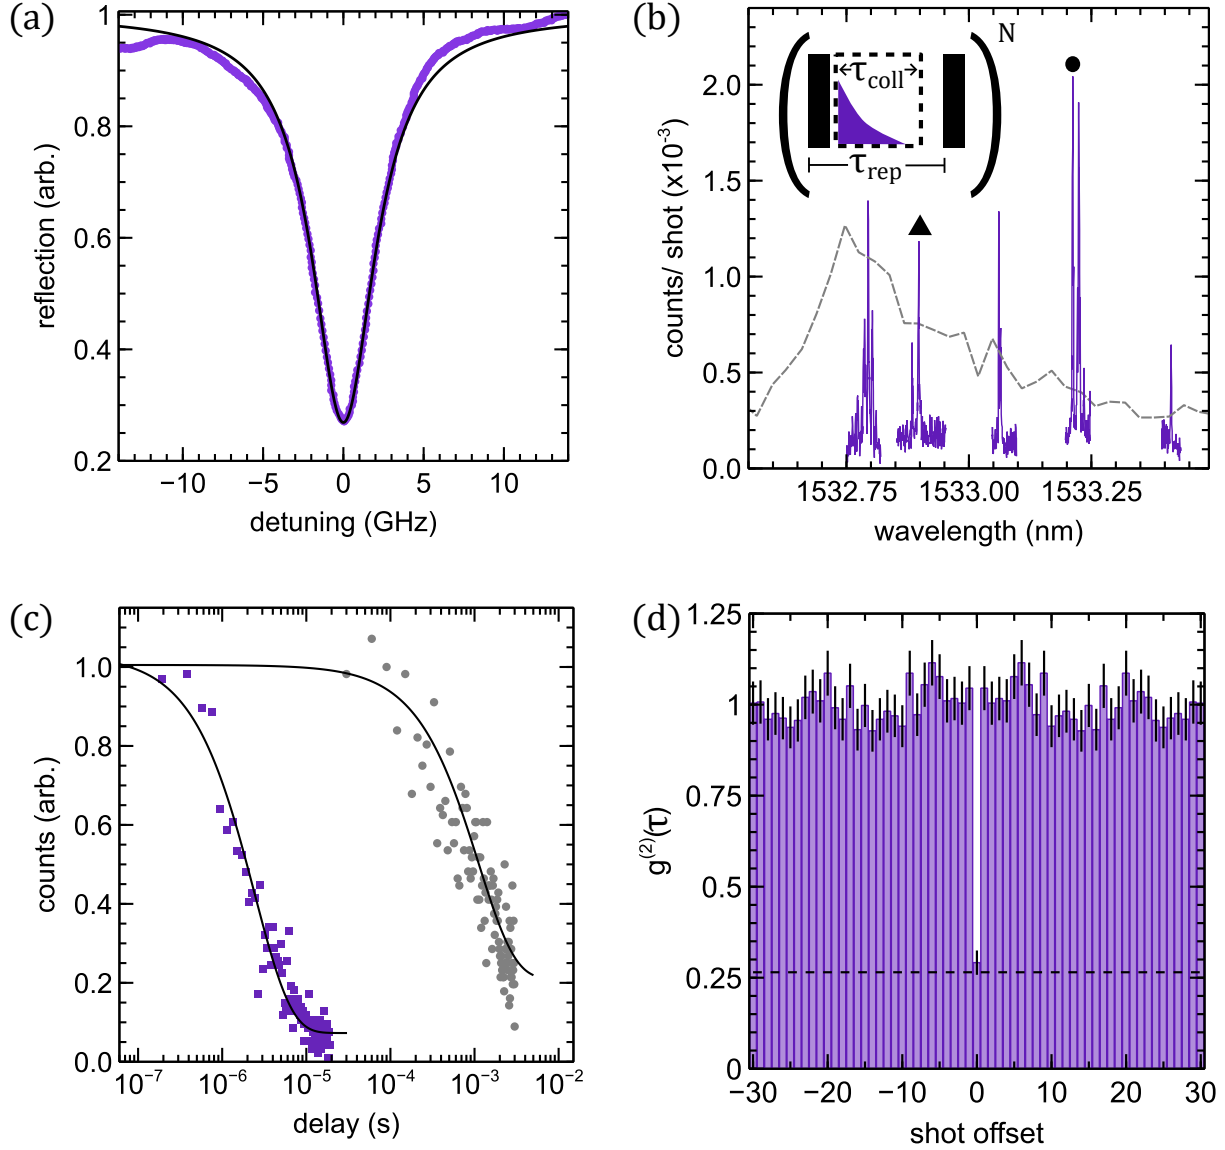 (a)
1
0.8
0.6
0.4
0.2
−10 −5 0 5 10
detuning (GHz)
reflection (arb.)
(b)
2.0
1.5
1.0
0.5
0.0
1532.75 1533.00 1533.25
wavelength (nm)
counts/ shot (x10⁻³)
N
τcoll
τrep
(c)
1.0
0.8
0.6
0.4
0.2
0.0
10⁻⁷ 10⁻⁶ 10⁻⁵ 10⁻⁴ 10⁻³ 10⁻²
delay (s)
counts (arb.)
(d)
1.25
1
0.75
0.5
0.25
0
−30 −20 −10 0 10 20 30
shot offset
g⁽²⁾(τ)